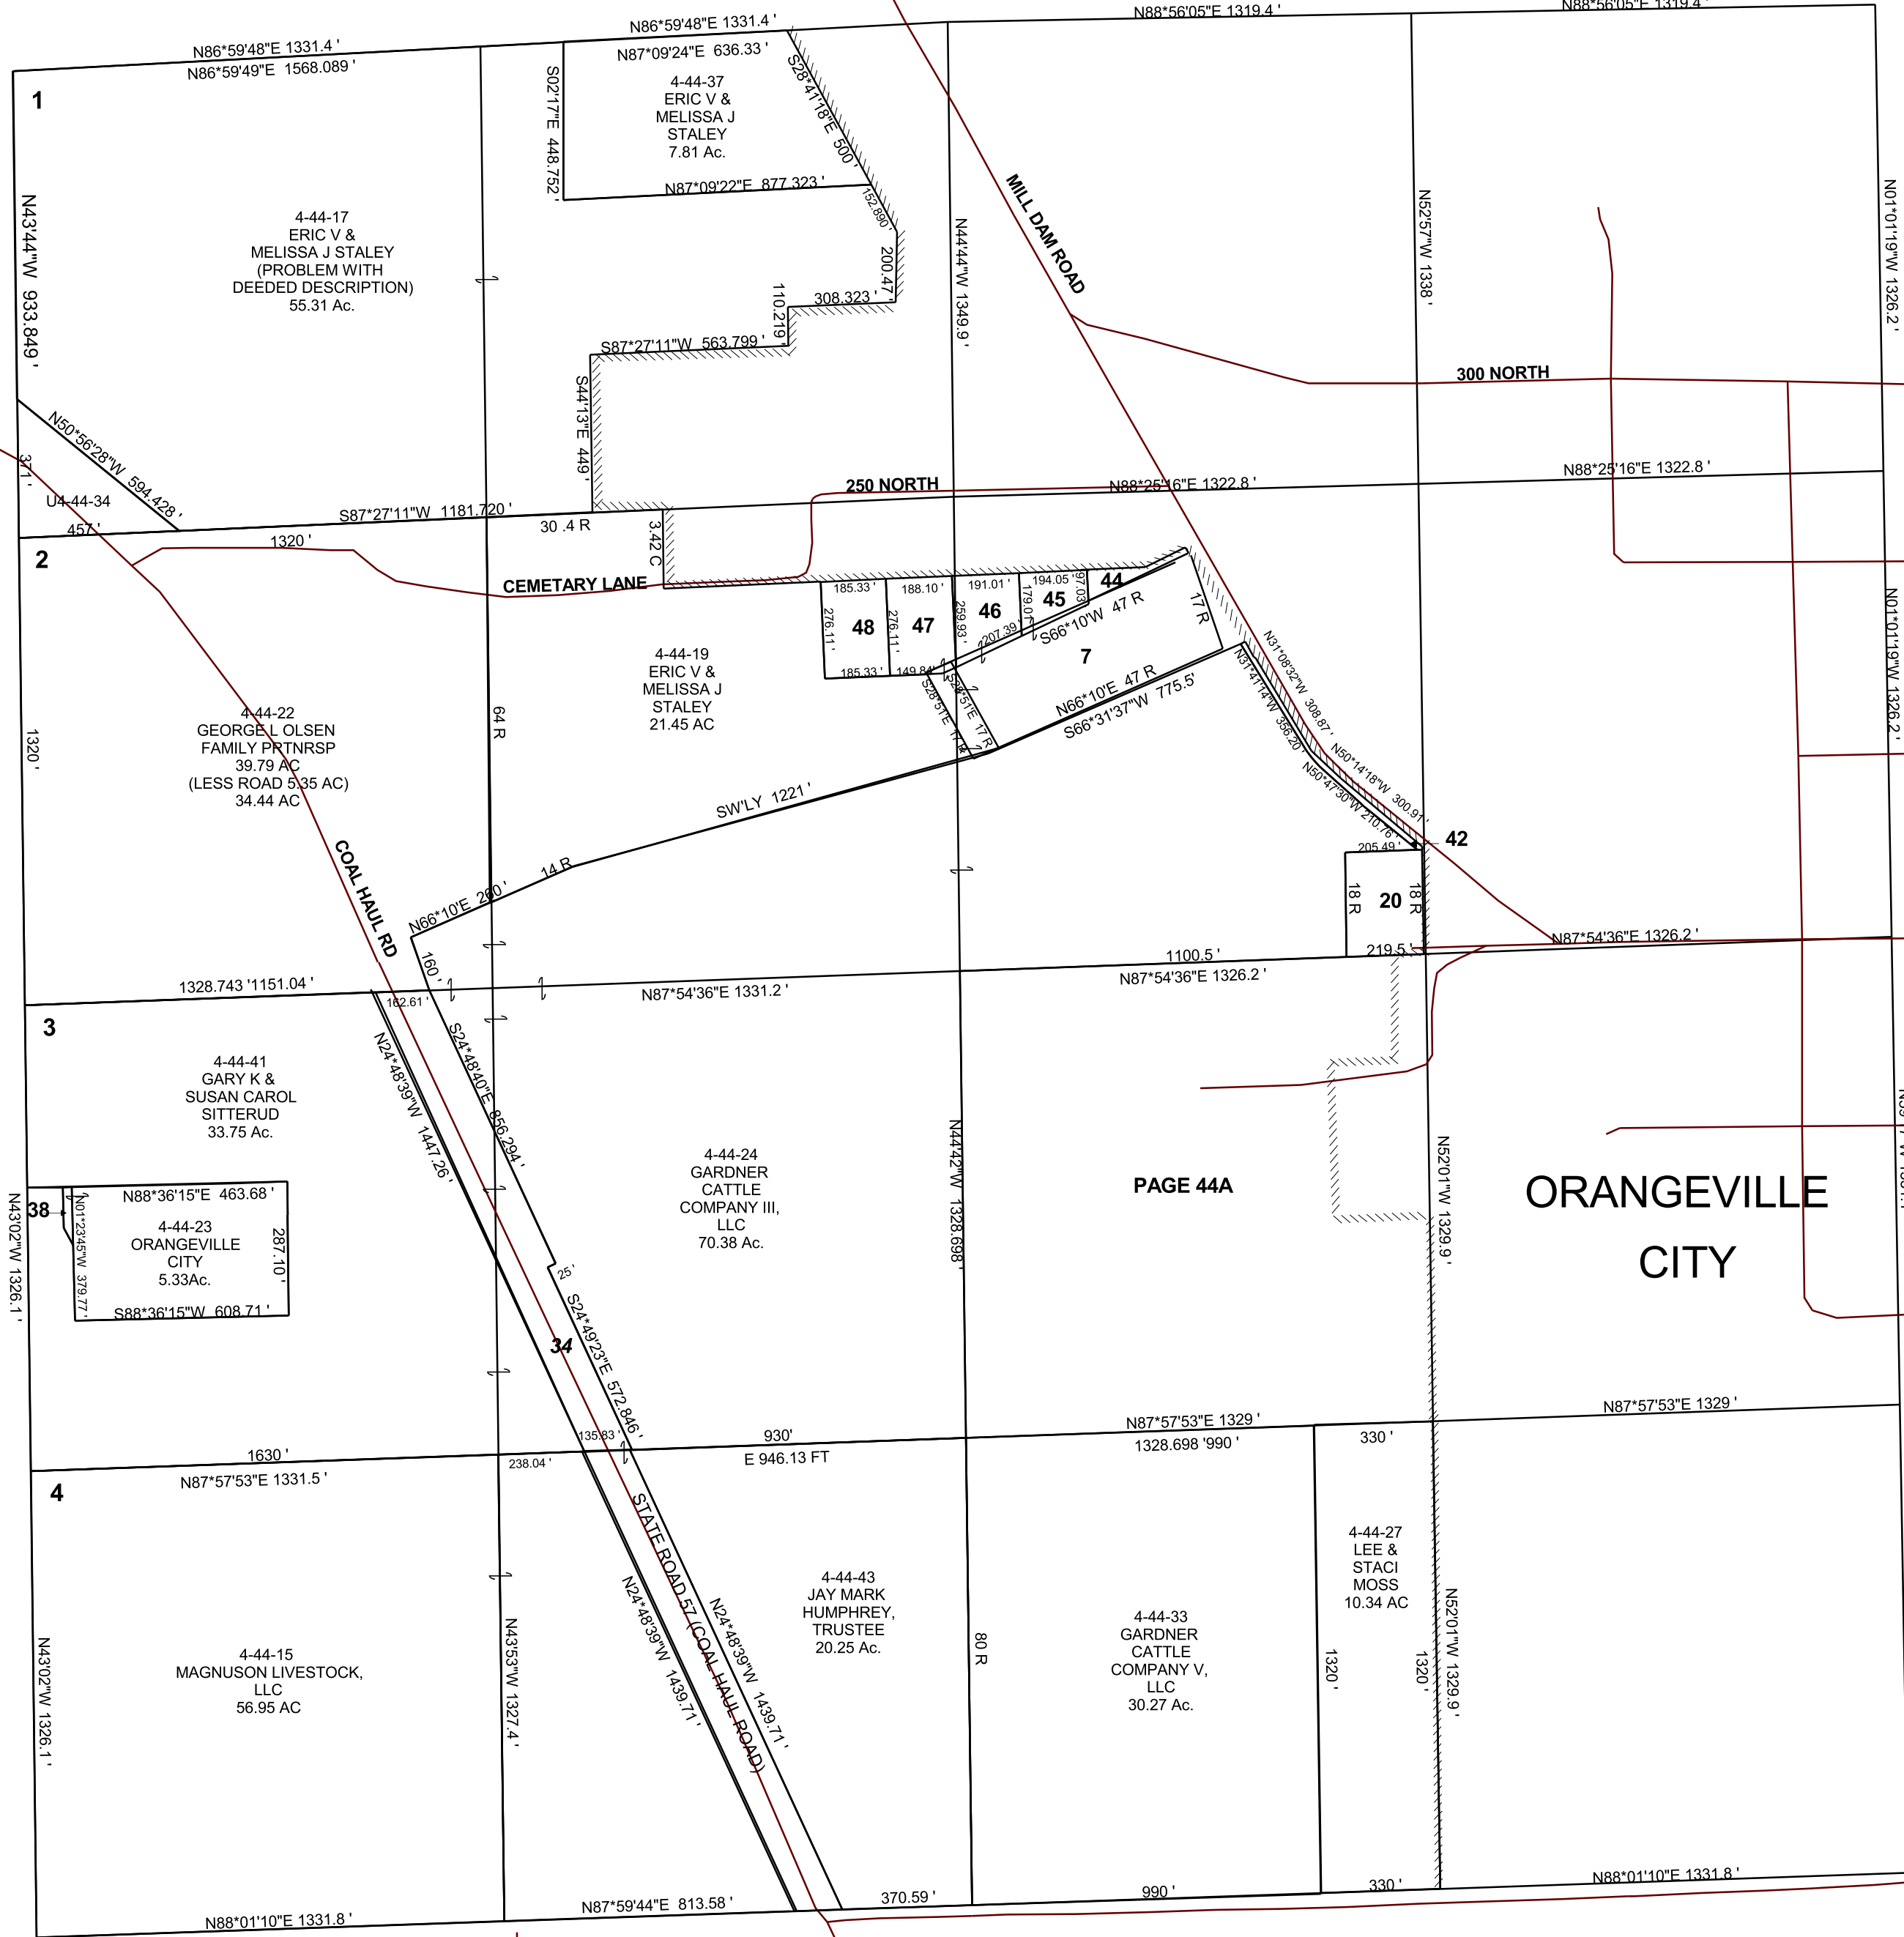 N86*59'48"E 1331.4 '
N86*59'49"E 1568.089 '
N86*59'48"E 1331.4 '
N87*09'24"E 636.33 '
N88*56'05"E 1319.4 '
N88*56'05"E 1319.4 '
1
S02'17"E 448.752 '
4-44-37
ERIC V &
MELISSA J
STALEY
7.81 Ac.
S28*41'18"E 500 '
N87*09'22"E 877.323 '
152.890 '
200.47 '
308.323 '
110.219 '
S87*27'11"W 563.799 '
S44'13"E 449 '
N43'44"W 933.849 '
4-44-17
ERIC V &
MELISSA J STALEY
(PROBLEM WITH
DEEDED DESCRIPTION)
55.31 Ac.
N44'44"W 1349.9 '
MILL DAM ROAD
N52'57"W 1338 '
N01*01'19"W 1326.2 '
300 NORTH
N50*56'28"W 594.428 '
371 '
U4-44-34
457 '
S87*27'11"W 1181.720 '
1320 '
30 .4 R
3.42 C
250 NORTH
N88*25'16"E 1322.8 '
N88*25'16"E 1322.8 '
2
CEMETARY LANE
185.33 '
188.10 '
191.01 '
194.05 '
97.03
44
276.11 '
48
276.11 '
47
259.93 '
46
179.01
45
207.39 '
S66*10'W 47 R
17 R
185.33 '
149.84'
7
S28*51'E 17 R
S28*51'E 17 R
N66*10'E 47 R
S66*31'37"W 775.5'
N31*08'32"W 308.87 '
N31*41'14"W 356.20 '
N50*14'18"W 300.91 '
N50*47'30"W 210.76 '
42
205.49 '
18 R
20
18 R
219.5 '
N01*01'19"W 1326.2 '
4-44-19
ERIC V &
MELISSA J
STALEY
21.45 AC
64 R
4-44-22
GEORGE L OLSEN
FAMILY PRTNRSP
39.79 AC
(LESS ROAD 5.35 AC)
34.44 AC
1320 '
COAL HAUL RD
SW'LY 1221 '
14 R
N66*10'E 260 '
160 '
1328.743 '1151.04 '
162.61 '
N87*54'36"E 1331.2 '
1100.5 '
N87*54'36"E 1326.2 '
N87*54'36"E 1326.2 '
3
4-44-41
GARY K &
SUSAN CAROL
SITTERUD
33.75 Ac.
N24*48'39"W 1447.26 '
S24*48'40"E 856.294 '
4-44-24
GARDNER
CATTLE
COMPANY III,
LLC
70.38 Ac.
N44'42"W 1328.698 '
PAGE 44A
N52'01"W 1329.9 '
ORANGEVILLE
CITY
N43'02"W 1326.1 '
38
N01*23'45"W 379.77 '
N88*36'15"E 463.68 '
4-44-23
ORANGEVILLE
CITY
5.33Ac.
287.10 '
S88*36'15"W 608.71 '
25 '
S24*49'23"E 572.846 '
34
1630 '
N87*57'53"E 1331.5 '
135.83 '
238.04 '
930'
E 946.13 FT
N87*57'53"E 1329 '
1328.698 '990 '
330 '
N87*57'53"E 1329 '
4
4-44-15
MAGNUSON LIVESTOCK,
LLC
56.95 AC
N43'02"W 1326.1 '
N43'53"W 1327.4 '
STATE ROAD 57 (COAL HAUL ROAD)
N24*48'39"W 1439.71 '
N24*48'39"W 1439.71 '
4-44-43
JAY MARK
HUMPHREY,
TRUSTEE
20.25 Ac.
80 R
4-44-33
GARDNER
CATTLE
COMPANY V,
LLC
30.27 Ac.
1320 '
4-44-27
LEE &
STACI
MOSS
10.34 AC
1320 '
N52'01"W 1329.9 '
N88*01'10"E 1331.8 '
N87*59'44"E 813.58 '
370.59 '
990 '
330 '
N88*01'10"E 1331.8 '